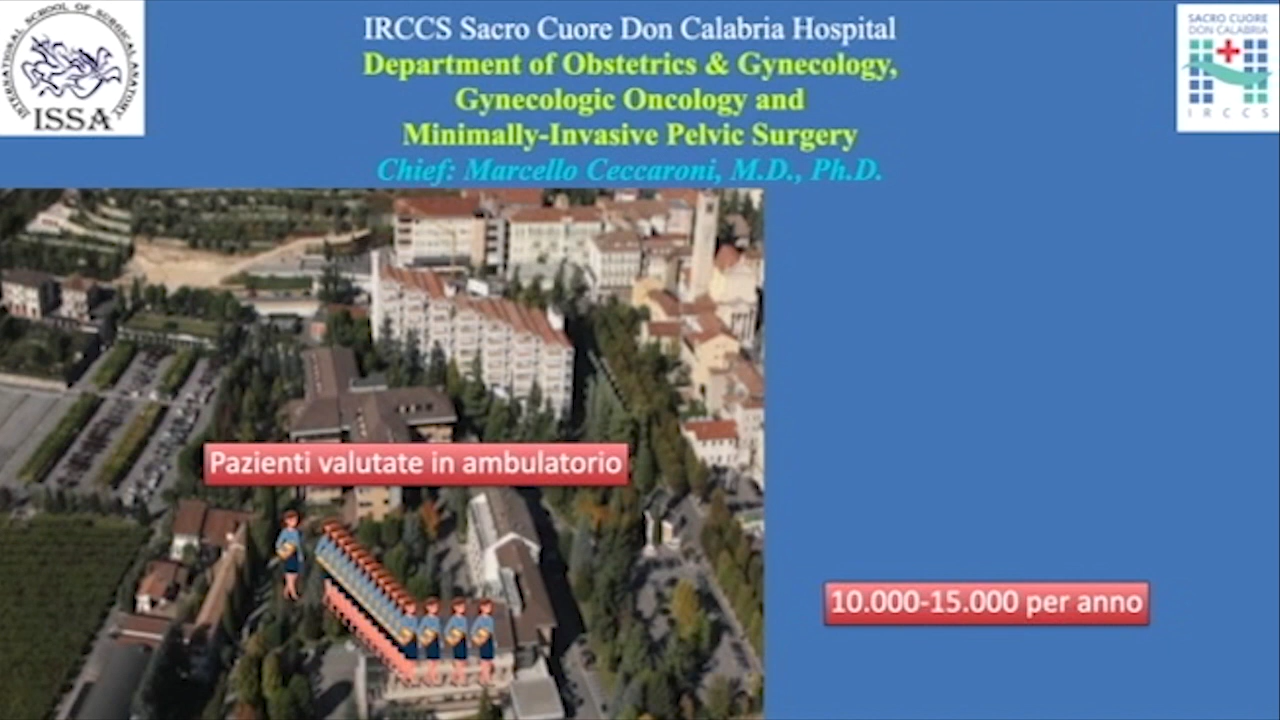 INTERNATIONAL SCHOOL OF SURGICAL ANATOMY
ISSA
IRCCS Sacro Cuore Don Calabria Hospital
Department of Obstetrics & Gynecology,
Gynecologic Oncology and
Minimally-Invasive Pelvic Surgery
Chief: Marcello Ceccaroni, M.D., Ph.D.
SACRO CUORE
DON CALABRIA
IRCCS
Pazienti valutate in ambulatorio
10.000-15.000 per anno